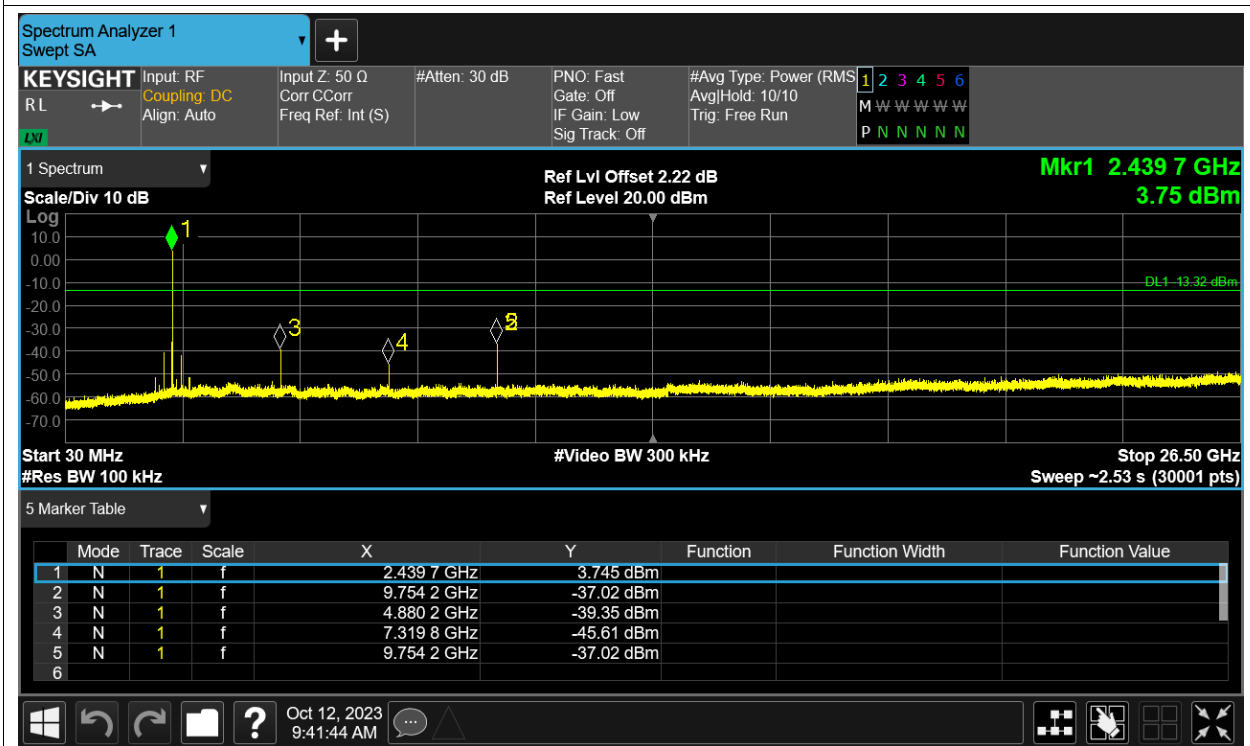 Spectrum Analyzer 1
Swept SA
KEYSIGHT Input: RF Input Z: 50 Ω #Atten: 30 dB PNO: Fast #Avg Type: Power (RMS 1 2 3 4 5 6
RL Coupling: DC Corr CCorr Gate: Off Avg|Hold: 10/10 M W W W W W
Align: Auto Freq Ref: Int (S) IF Gain: Low Trig: Free Run
LXI Sig Track: Off P N N N N N
1 Spectrum Ref Lvl Offset 2.22 dB Mkr1 2.439 7 GHz
Scale/Div 10 dB Ref Level 20.00 dBm 3.75 dBm
Log
10.0 1
0.00
-10.0 DL1 -13.32 dBm
-20.0
-30.0 3
-40.0 4
-50.0
-60.0
-70.0
Start 30 MHz #Video BW 300 kHz Stop 26.50 GHz
#Res BW 100 kHz Sweep ~2.53 s (30001 pts)
5 Marker Table
Mode Trace Scale X Y Function Function Width Function Value
1 N 1 f 2.439 7 GHz 3.745 dBm
2 N 1 f 9.754 2 GHz -37.02 dBm
3 N 1 f 4.880 2 GHz -39.35 dBm
4 N 1 f 7.319 8 GHz -45.61 dBm
5 N 1 f 9.754 2 GHz -37.02 dBm
6
? Oct 12, 2023
9:41:44 AM